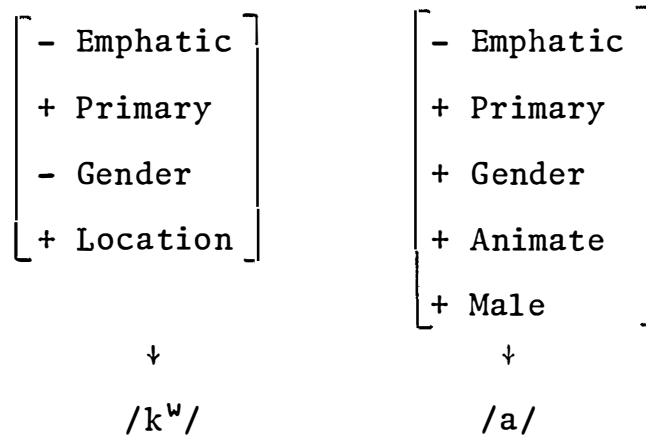 - Emphatic - Emphatic
+ Primary + Primary
- Gender + Gender
+ Location + Animate
+ Male
↓ ↓
/kʷ/ /a/